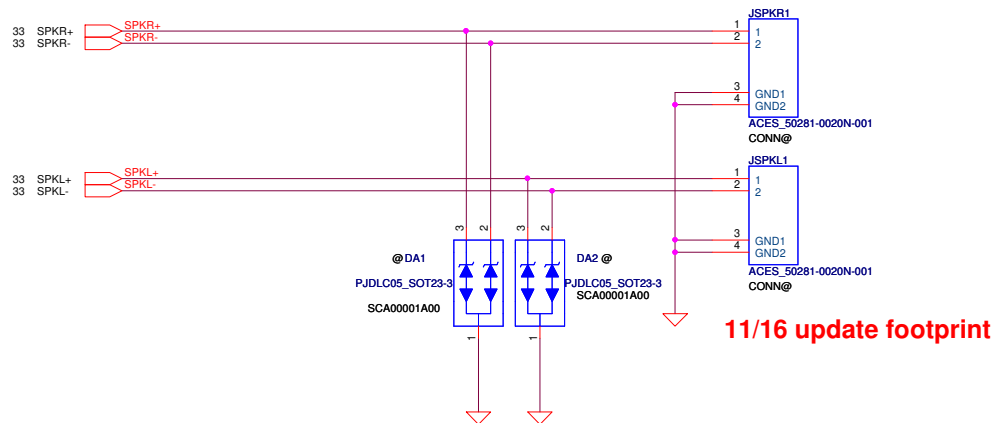 JSPKR1
33 SPKR+ SPKR+ 1 1
33 SPKR- SPKR- 2 2
3 GND1
4 GND2
ACES_50281-0020N-001
CONN@
JSPKL1
33 SPKL+ SPKL+ 1 1
33 SPKL- SPKL- 2 2
3 2 3 2
3 GND1
4 GND2
@ DA1 DA2 @
ACES_50281-0020N-001
PJDLC05_SOT23-3 PJDLC05_SOT23-3
CONN@
SCA00001A00 SCA00001A00
11/16 update footprint
1 1